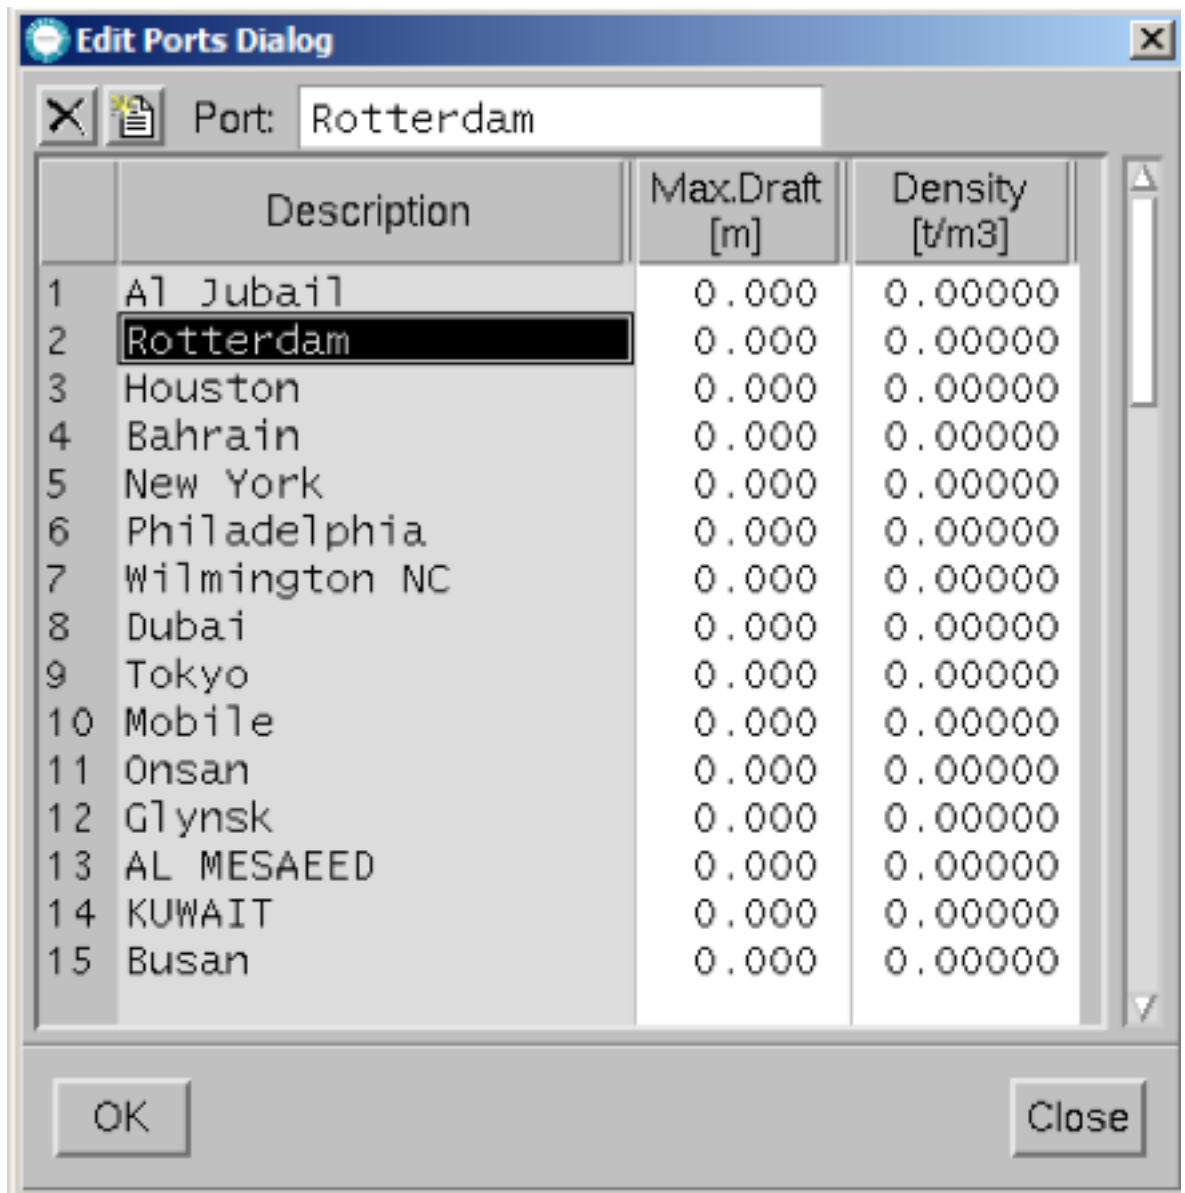 Edit Ports Dialog
Port: Rotterdam
Description Max.Draft [m] Density [t/m3]
1 Al Jubail 0.000 0.00000
2 Rotterdam 0.000 0.00000
3 Houston 0.000 0.00000
4 Bahrain 0.000 0.00000
5 New York 0.000 0.00000
6 Philadelphia 0.000 0.00000
7 Wilmington NC 0.000 0.00000
8 Dubai 0.000 0.00000
9 Tokyo 0.000 0.00000
10 Mobile 0.000 0.00000
11 Onsan 0.000 0.00000
12 Glynsk 0.000 0.00000
13 AL MESAEED 0.000 0.00000
14 KUWAIT 0.000 0.00000
15 Busan 0.000 0.00000
OK Close